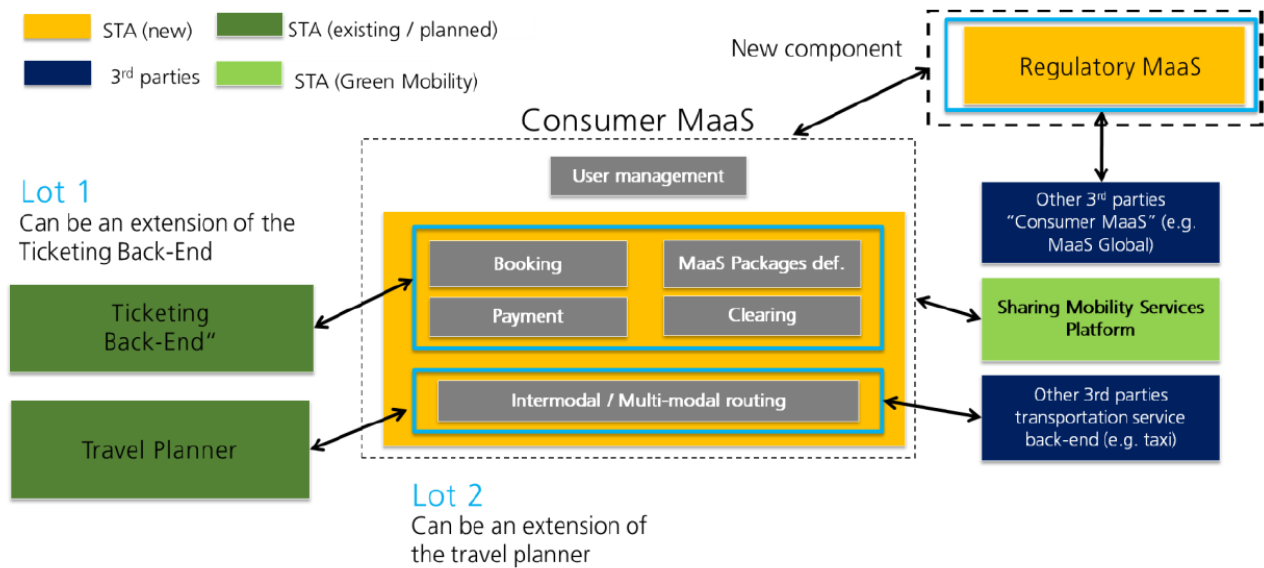 STA (new)
STA (existing / planned)
3rd parties
STA (Green Mobility)
New component
Regulatory MaaS
Consumer MaaS
User management
Lot 1
Can be an extension of the
Ticketing Back-End
Booking
MaaS Packages def.
Payment
Clearing
Ticketing
Back-End“
Intermodal / Multi-modal routing
Travel Planner
Other 3rd parties
“Consumer MaaS” (e.g.
MaaS Global)
Sharing Mobility Services
Platform
Other 3rd parties
transportation service
back-end (e.g. taxi)
Lot 2
Can be an extension of
the travel planner